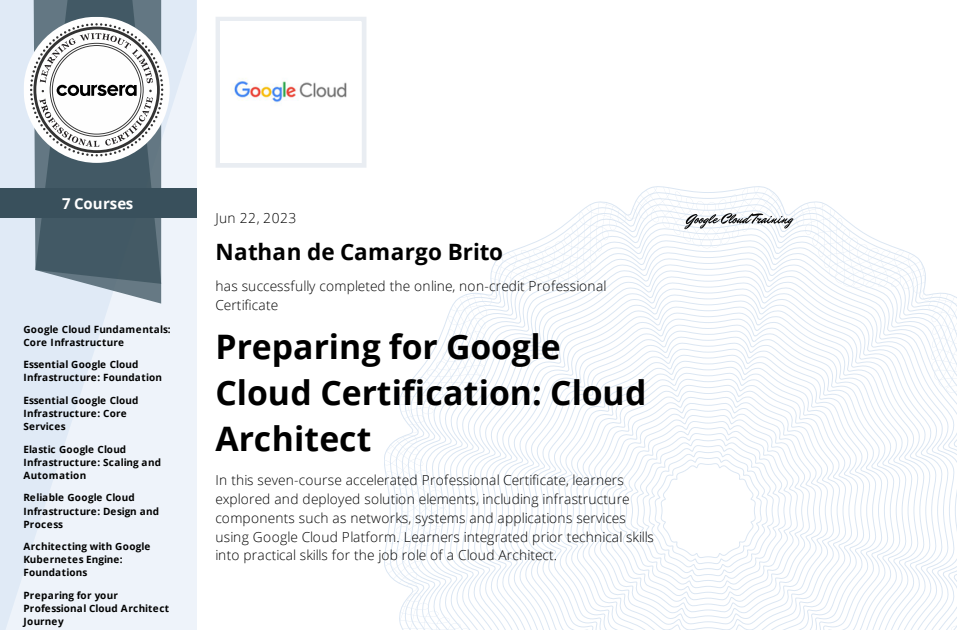 LEARNING WITHOUT LIMITS
coursera
PROFESSIONAL CERTIFICATE
7 Courses
Google Cloud Fundamentals:
Core Infrastructure
Essential Google Cloud
Infrastructure: Foundation
Essential Google Cloud
Infrastructure: Core
Services
Elastic Google Cloud
Infrastructure: Scaling and
Automation
Reliable Google Cloud
Infrastructure: Design and
Process
Architecting with Google
Kubernetes Engine:
Foundations
Preparing for your
Professional Cloud Architect
Journey
Google Cloud
Jun 22, 2023
Nathan de Camargo Brito
has successfully completed the online, non-credit Professional
Certificate
Preparing for Google
Cloud Certification: Cloud
Architect
In this seven-course accelerated Professional Certificate, learners
explored and deployed solution elements, including infrastructure
components such as networks, systems and applications services
using Google Cloud Platform. Learners integrated prior technical skills
into practical skills for the job role of a Cloud Architect.
Google Cloud Training